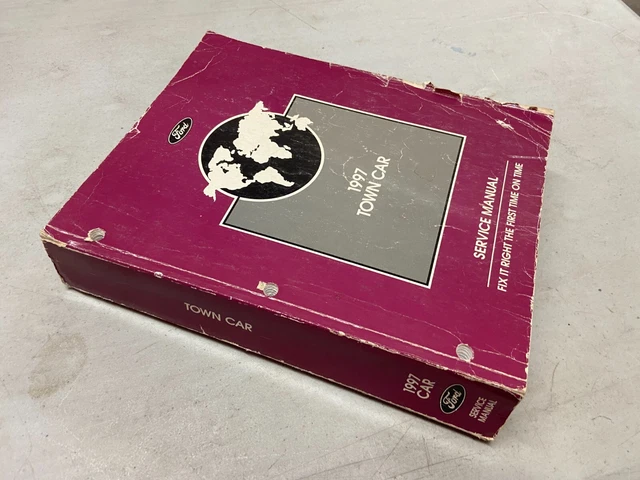 Ford
1997
TOWN CAR
SERVICE MANUAL
FIX IT RIGHT THE FIRST TIME ON TIME
TOWN CAR
1997
CAR
Ford
SERVICE
MANUAL